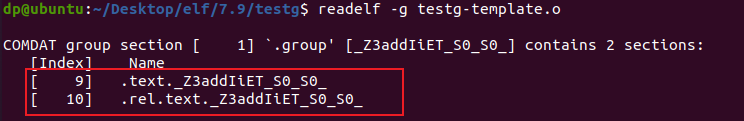 dp@ubuntu:~/Desktop/elf/7.9/testg$ readelf -g testg-template.o
COMDAT group section [    1] `.group' [_Z3addIiET_S0_S0_] contains 2 sections:
   [Index]    Name
   [    9]   .text._Z3addIiET_S0_S0_
   [   10]   .rel.text._Z3addIiET_S0_S0_